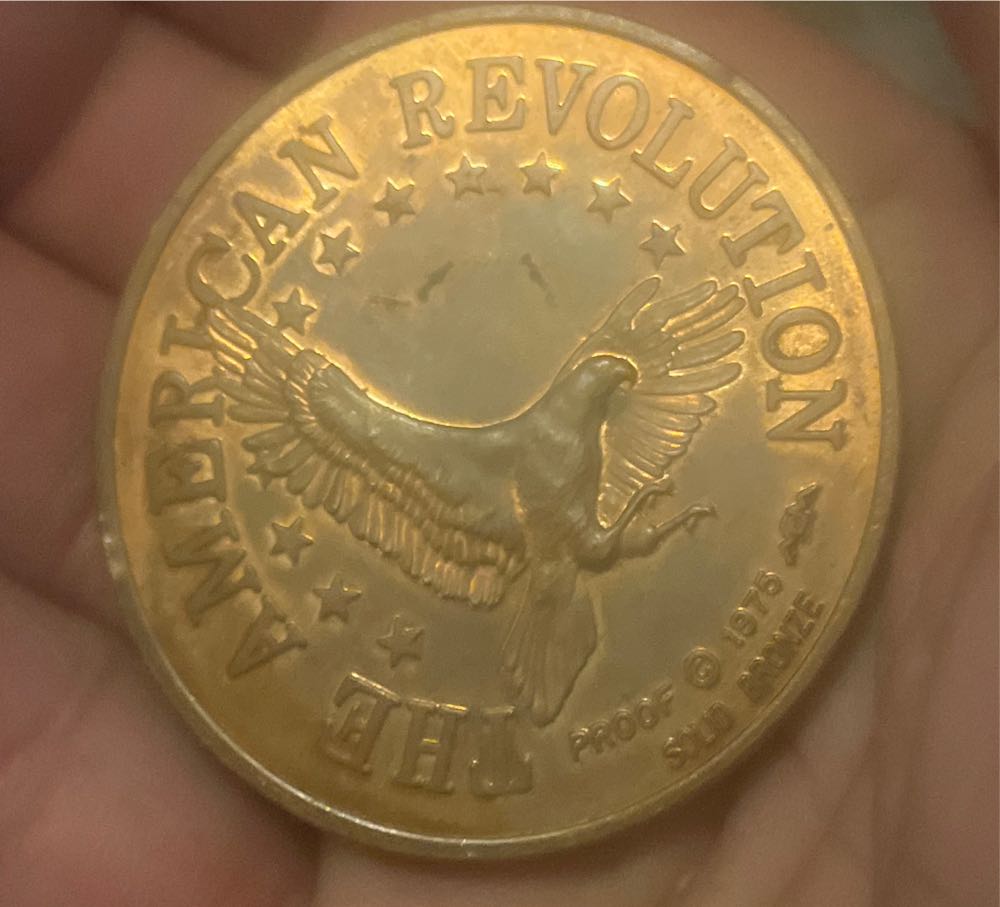 THE AMERICAN REVOLUTION
PROOF © 1975
SOLID BRONZE